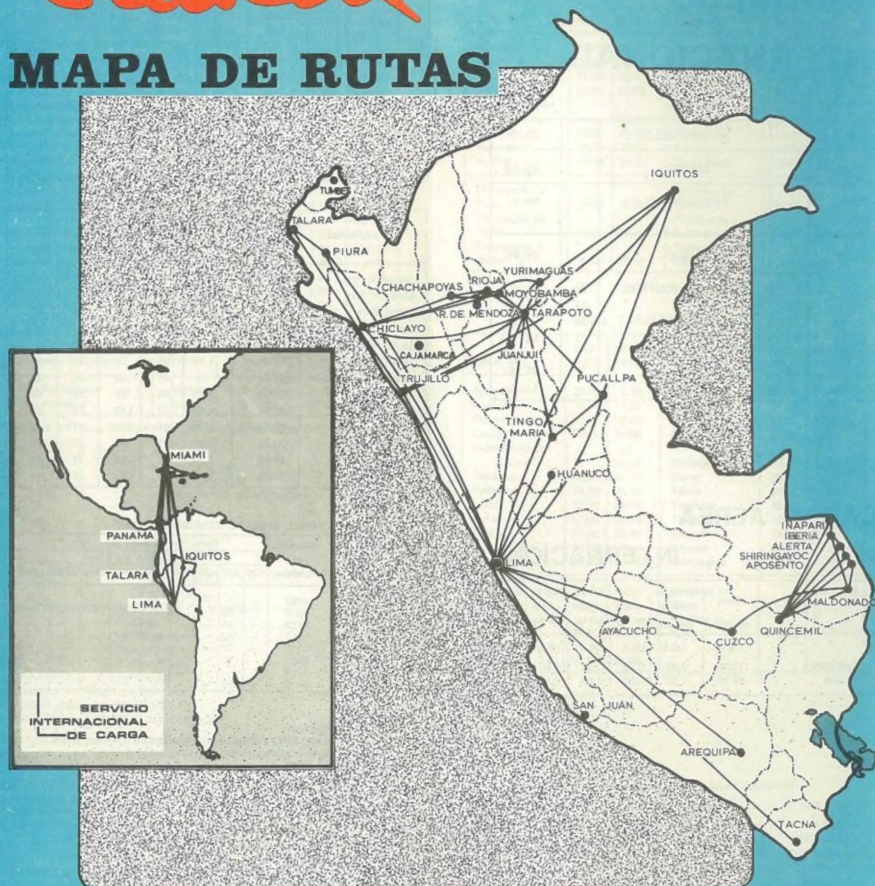 MAPA DE RUTAS
IQUITOS
TUMBES
TALARA
PIURA
YURIMAGUAS
RIOJA
CHACHAPOYAS
MOYOBAMBA
R. DE MENDOZA
TARAPOTO
CHICLAYO
CAJAMARCA
JUANJUI
TRUJILLO
PUCALLPA
TINGO
MARIA
HUANUCO
LIMA
INAPARI
IBERIA
ALERTA
SHIRINGAYOC
APOSENTO
MALDONADO
AYACUCHO
CUZCO
QUINCEMIL
SAN JUAN
AREQUIPA
TACNA
MIAMI
PANAMA
IQUITOS
TALARA
LIMA
SERVICIO
INTERNACIONAL
DE CARGA